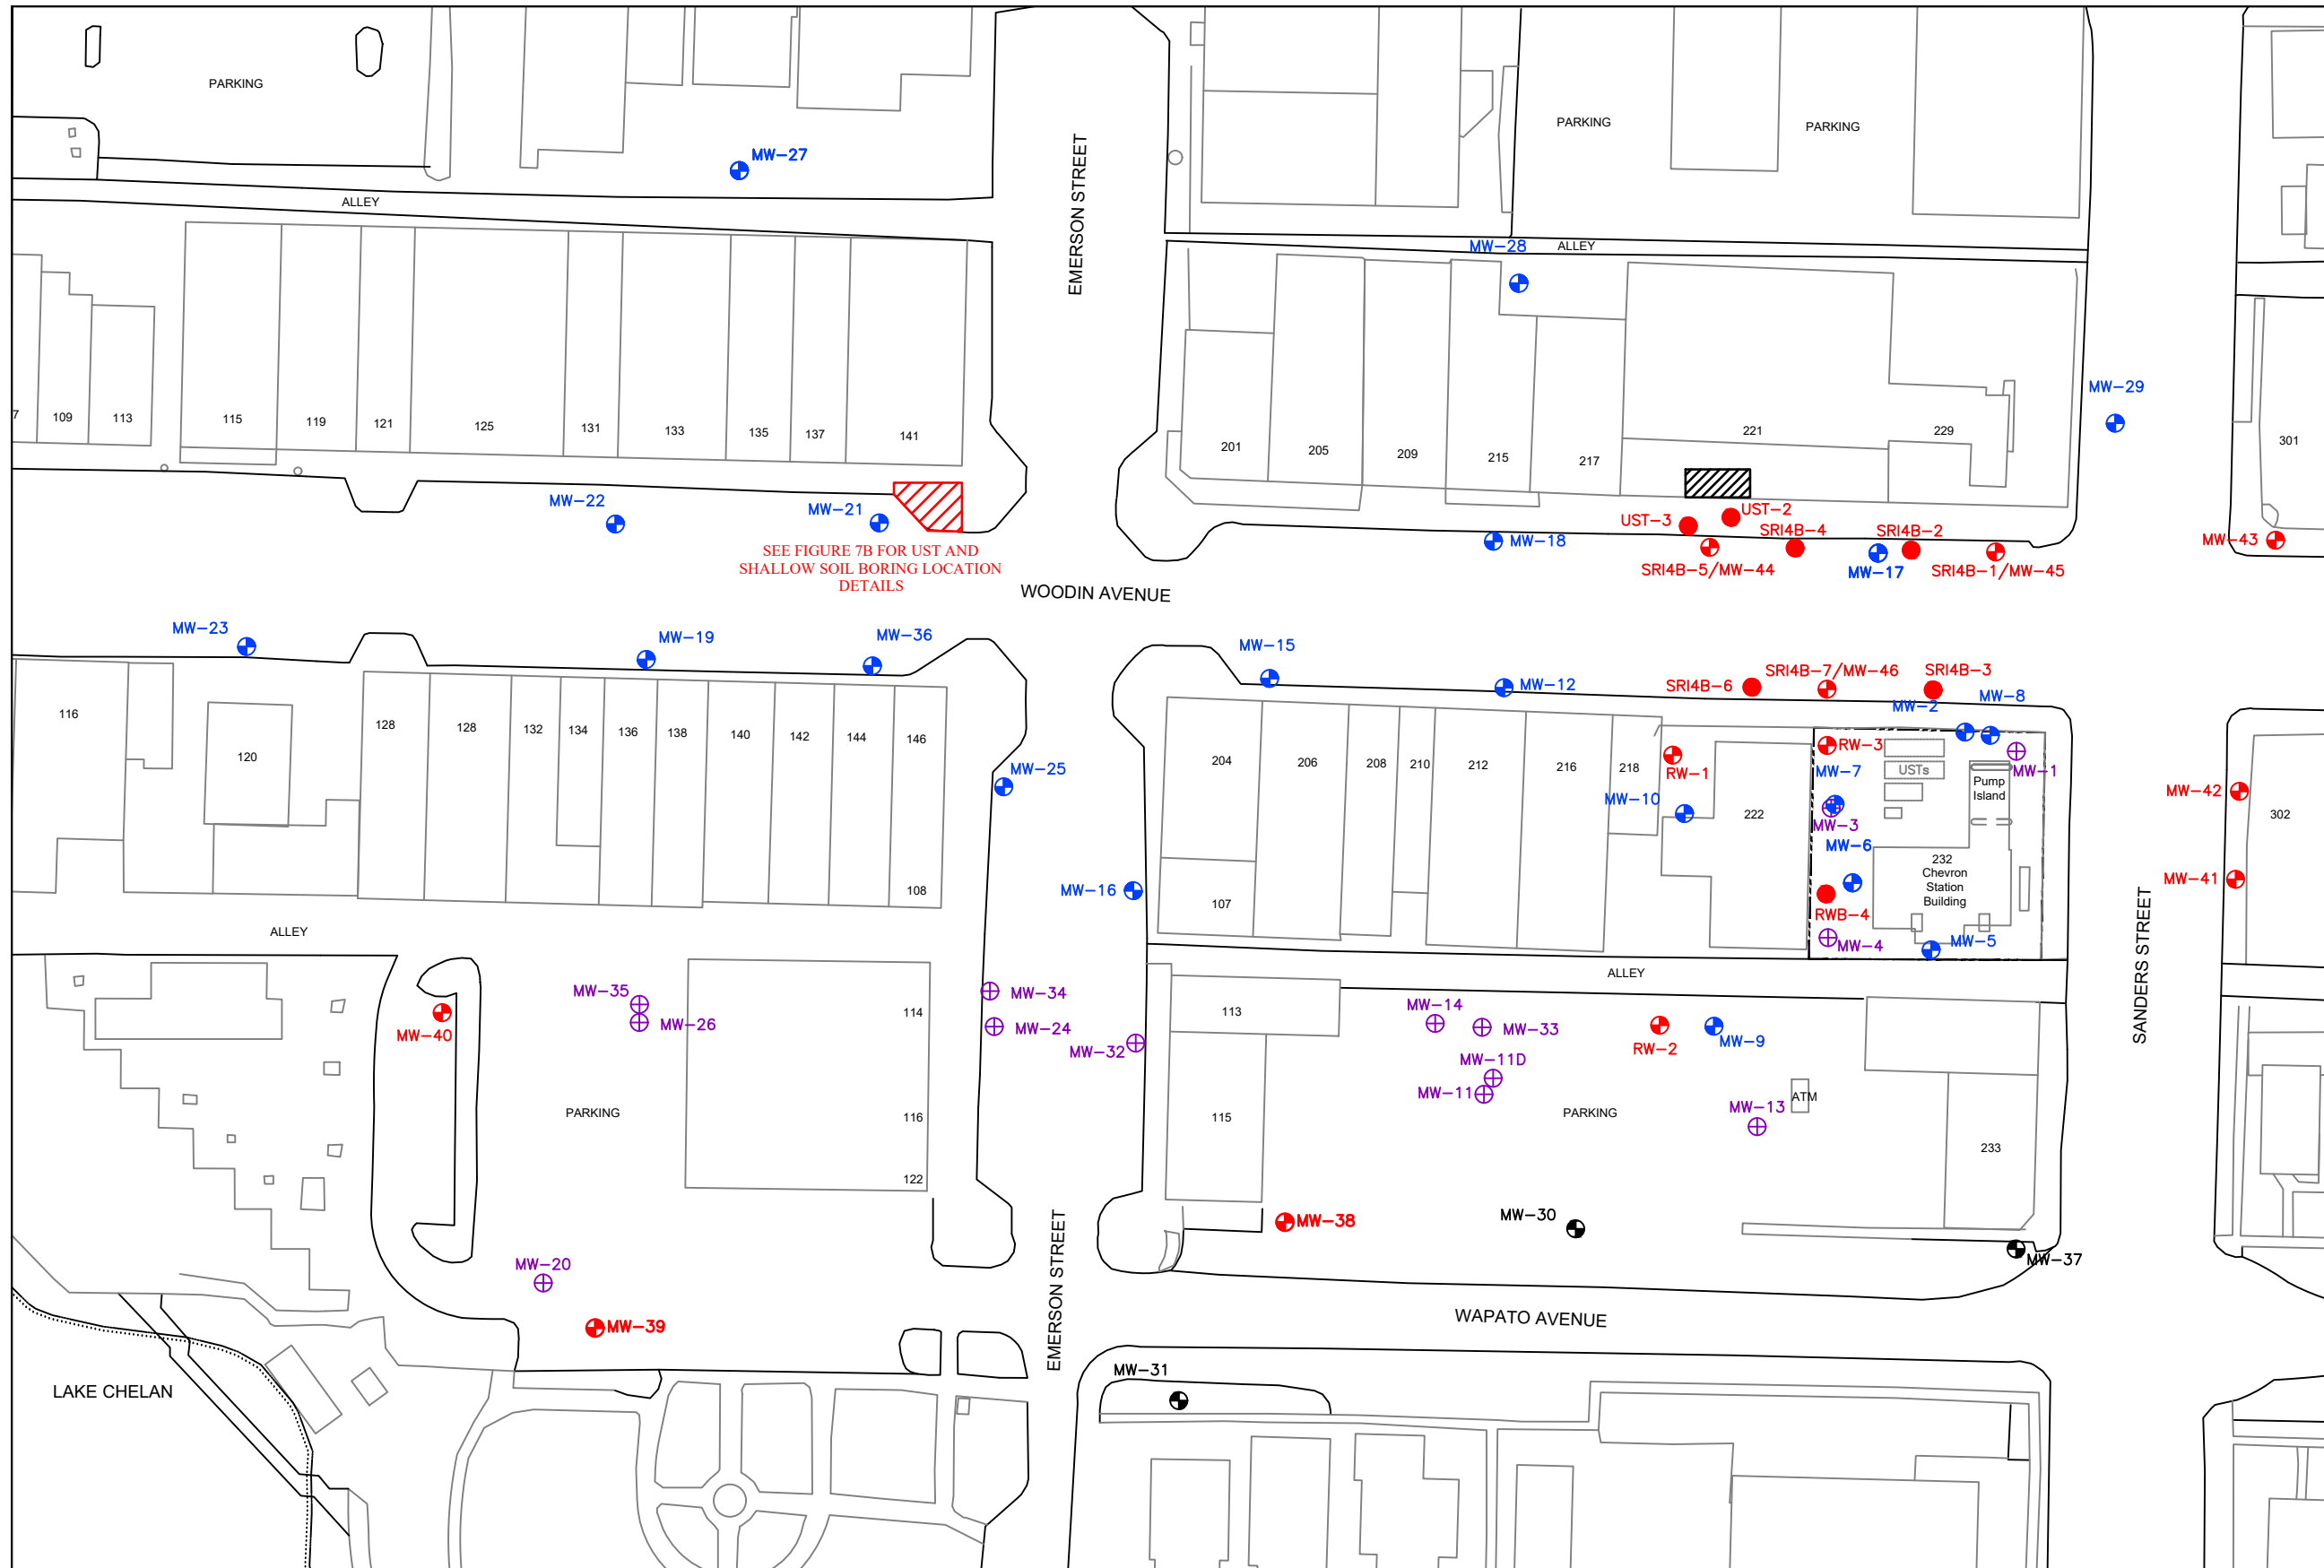 PARKING
PARKING
PARKING
MW-27
EMERSON STREET
ALLEY
MW-28
ALLEY
MW-29
7
109
113
115
119
121
125
131
133
135
137
141
201
205
209
215
217
221
229
301
MW-22
MW-21
UST-3
UST-2
SRI4B-4
SRI4B-2
MW-18
MW-43
SEE FIGURE 7B FOR UST AND
SHALLOW SOIL BORING LOCATION
DETAILS
SRI4B-5/MW-44
MW-17
SRI4B-1/MW-45
WOODIN AVENUE
MW-23
MW-19
MW-36
MW-15
MW-12
SRI4B-6
SRI4B-7/MW-46
SRI4B-3
MW-2
MW-8
116
120
128
128
132
134
136
138
140
142
144
146
108
MW-25
204
206
208
210
212
216
218
RW-1
RW-3
USTs
MW-1
MW-7
Pump
Island
MW-10
222
MW-3
MW-6
MW-42
302
232
Chevron
Station
Building
MW-16
107
RWB-4
MW-41
MW-4
MW-5
ALLEY
ALLEY
SANDERS STREET
MW-35
MW-26
MW-34
MW-24
MW-32
MW-40
114
113
MW-14
MW-33
RW-2
MW-9
MW-11D
MW-11
PARKING
116
115
PARKING
ATM
MW-13
122
233
MW-38
MW-30
MW-37
MW-20
MW-39
EMERSON STREET
WAPATO AVENUE
MW-31
LAKE CHELAN